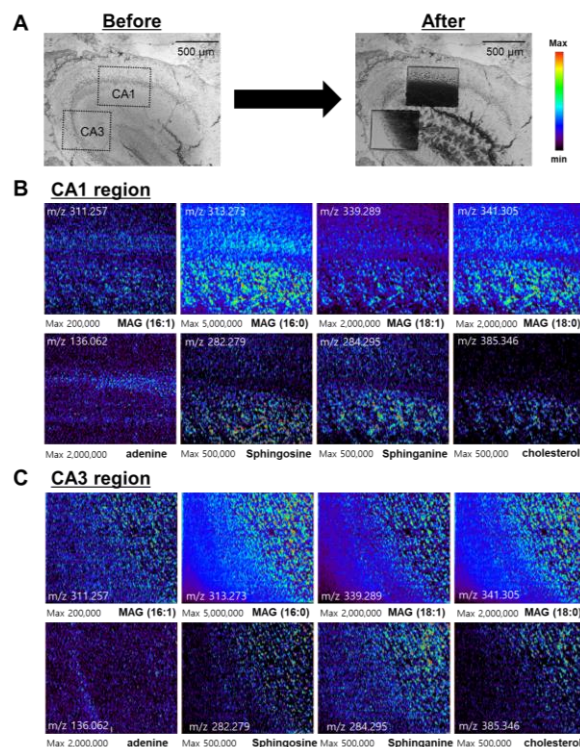 A Before After
500 μm 500 μm Max
CA1
CA3
min
B CA1 region
m/z 311.257 m/z 313.273 m/z 339.289 m/z 341.305
Max 200,000 MAG (16:1) Max 5,000,000 MAG (16:0) Max 2,000,000 MAG (18:1) Max 2,000,000 MAG (18:0)
m/z 136.062 m/z 282.279 m/z 284.295 m/z 385.346
Max 2,000,000 adenine Max 500,000 Sphingosine Max 500,000 Sphinganine Max 500,000 cholesterol
C CA3 region
m/z 311.257 m/z 313.273 m/z 339.289 m/z 341.305
Max 200,000 MAG (16:1) Max 5,000,000 MAG (16:0) Max 2,000,000 MAG (18:1) Max 2,000,000 MAG (18:0)
m/z 136.062 m/z 282.279 m/z 284.295 m/z 385.346
Max 2,000,000 adenine Max 500,000 Sphingosine Max 500,000 Sphinganine Max 500,000 cholesterol